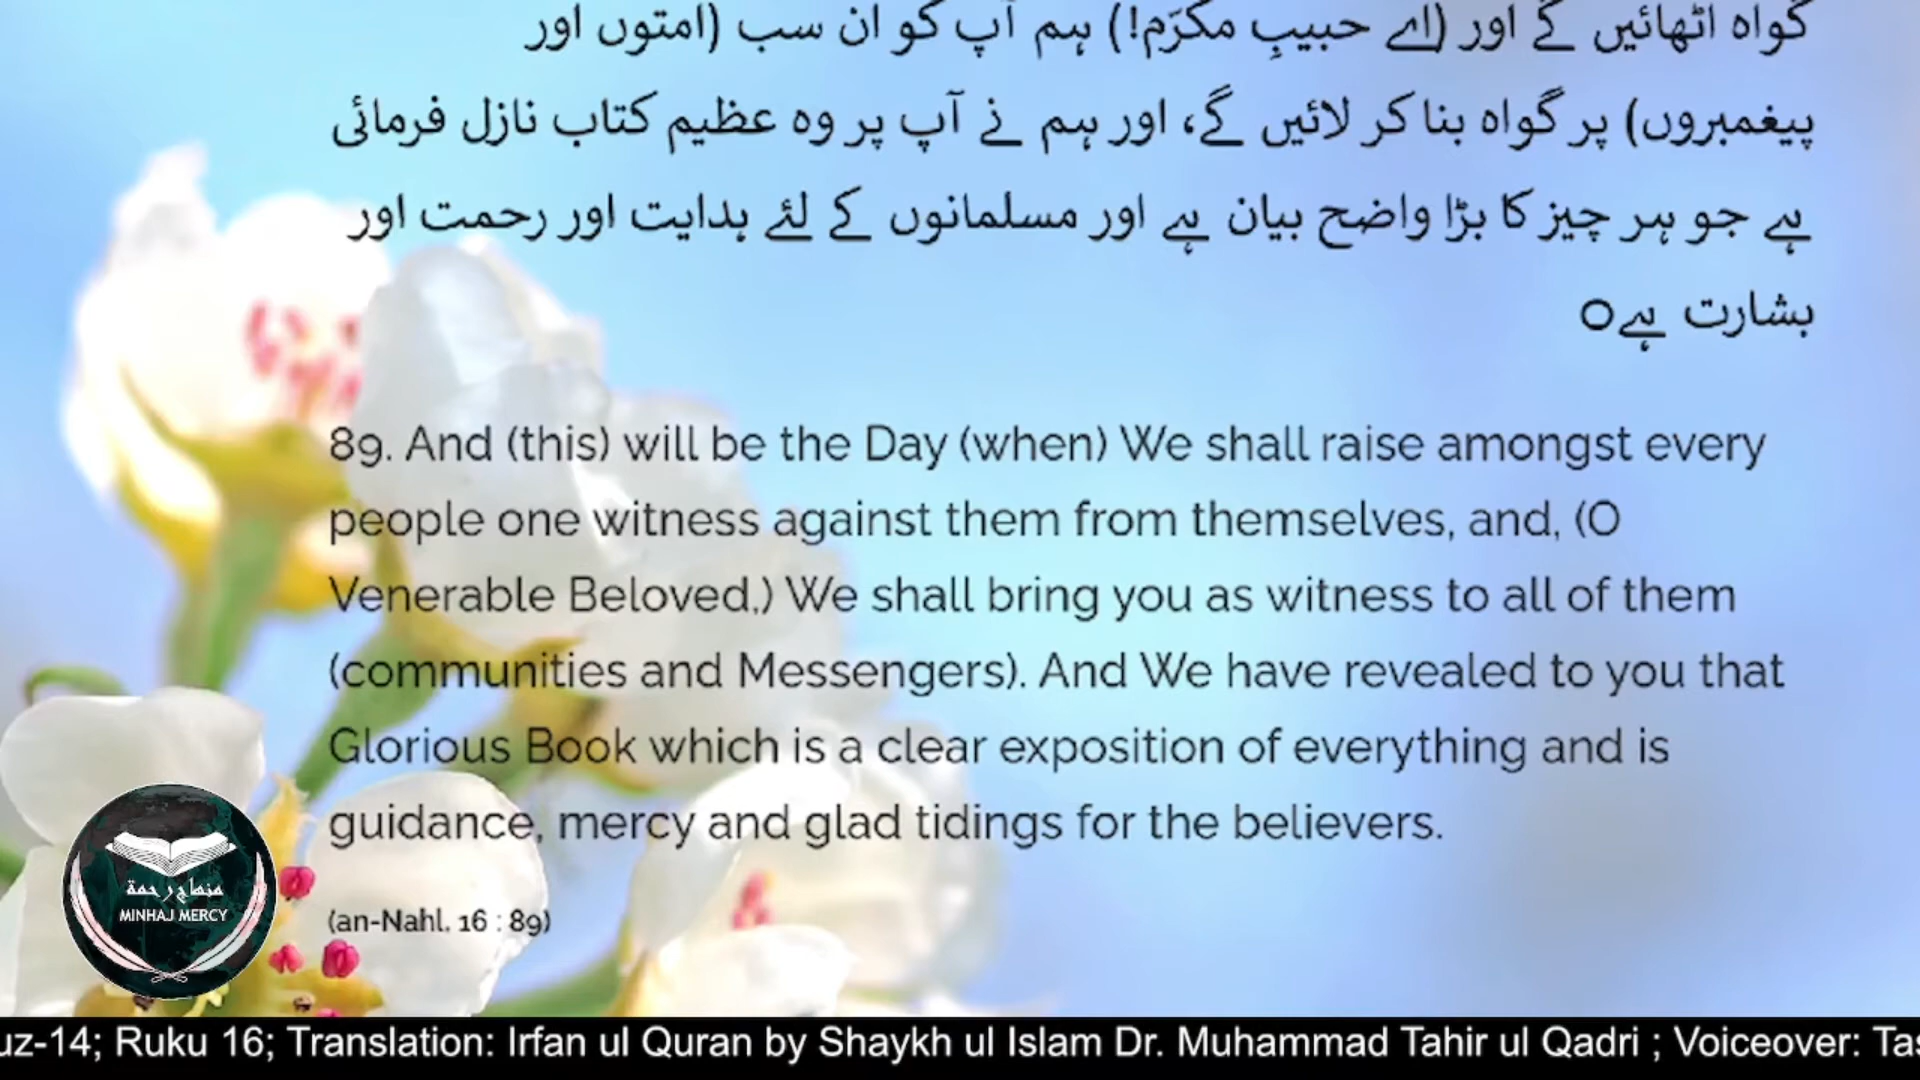 گواہ اٹھائیں گے اور (اے حبیبِ مکرّم!) ہم آپ کو ان سب (امتوں اور
پیغمبروں) پر گواہ بنا کر لائیں گے، اور ہم نے آپ پر وہ عظیم کتاب نازل فرمائی
ہے جو ہر چیز کا بڑا واضح بیان ہے اور مسلمانوں کے لئے ہدایت اور رحمت اور
بشارت ہےo
89. And (this) will be the Day (when) We shall raise amongst every
people one witness against them from themselves, and, (O
Venerable Beloved,) We shall bring you as witness to all of them
(communities and Messengers). And We have revealed to you that
Glorious Book which is a clear exposition of everything and is
guidance, mercy and glad tidings for the believers.
(an-Nahl, 16 : 89)
منهاج رحمة
MINHAJ MERCY
uz-14; Ruku 16; Translation: Irfan ul Quran by Shaykh ul Islam Dr. Muhammad Tahir ul Qadri ; Voiceover: Tas